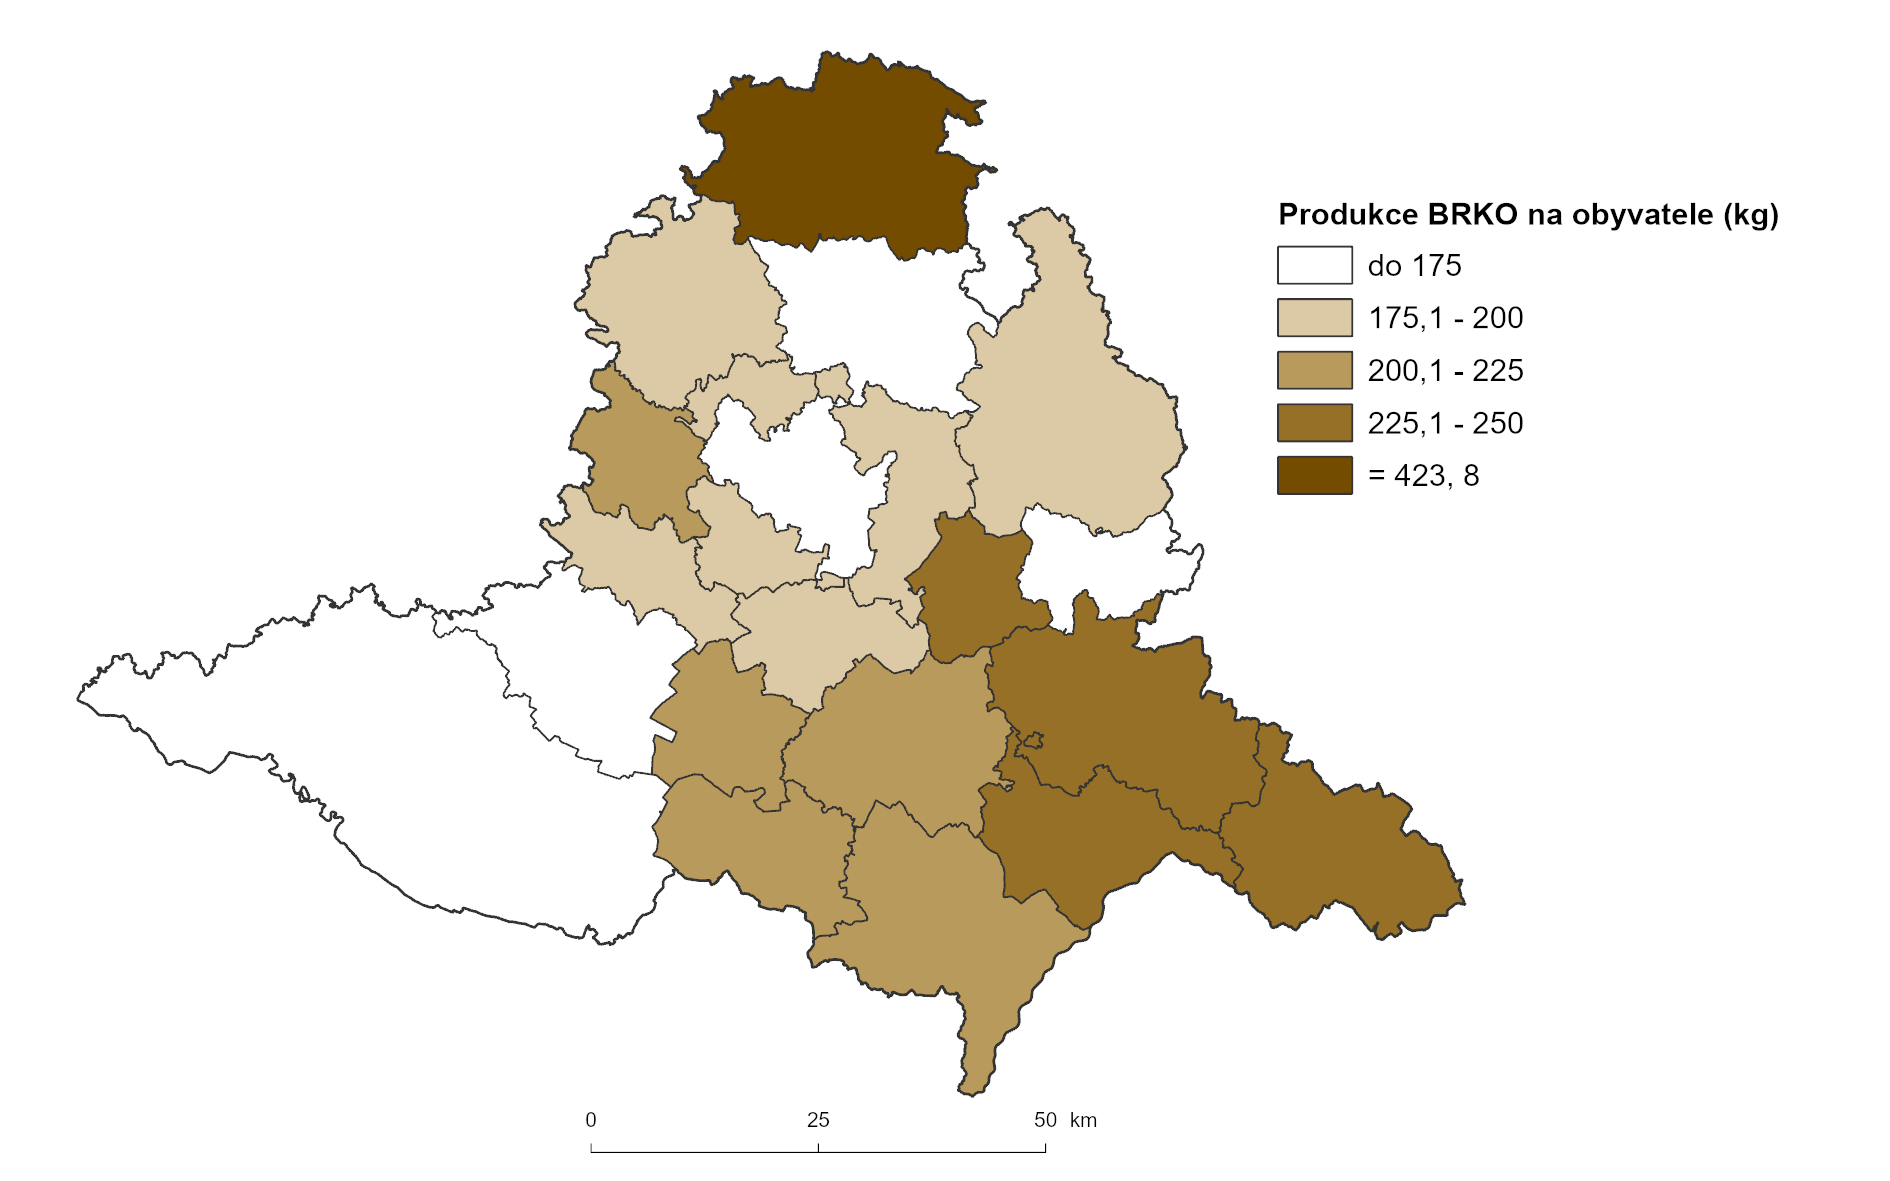 Produkce BRKO na obyvatele (kg)
do 175
175,1 - 200
200,1 - 225
225,1 - 250
= 423, 8
0 25 50 km